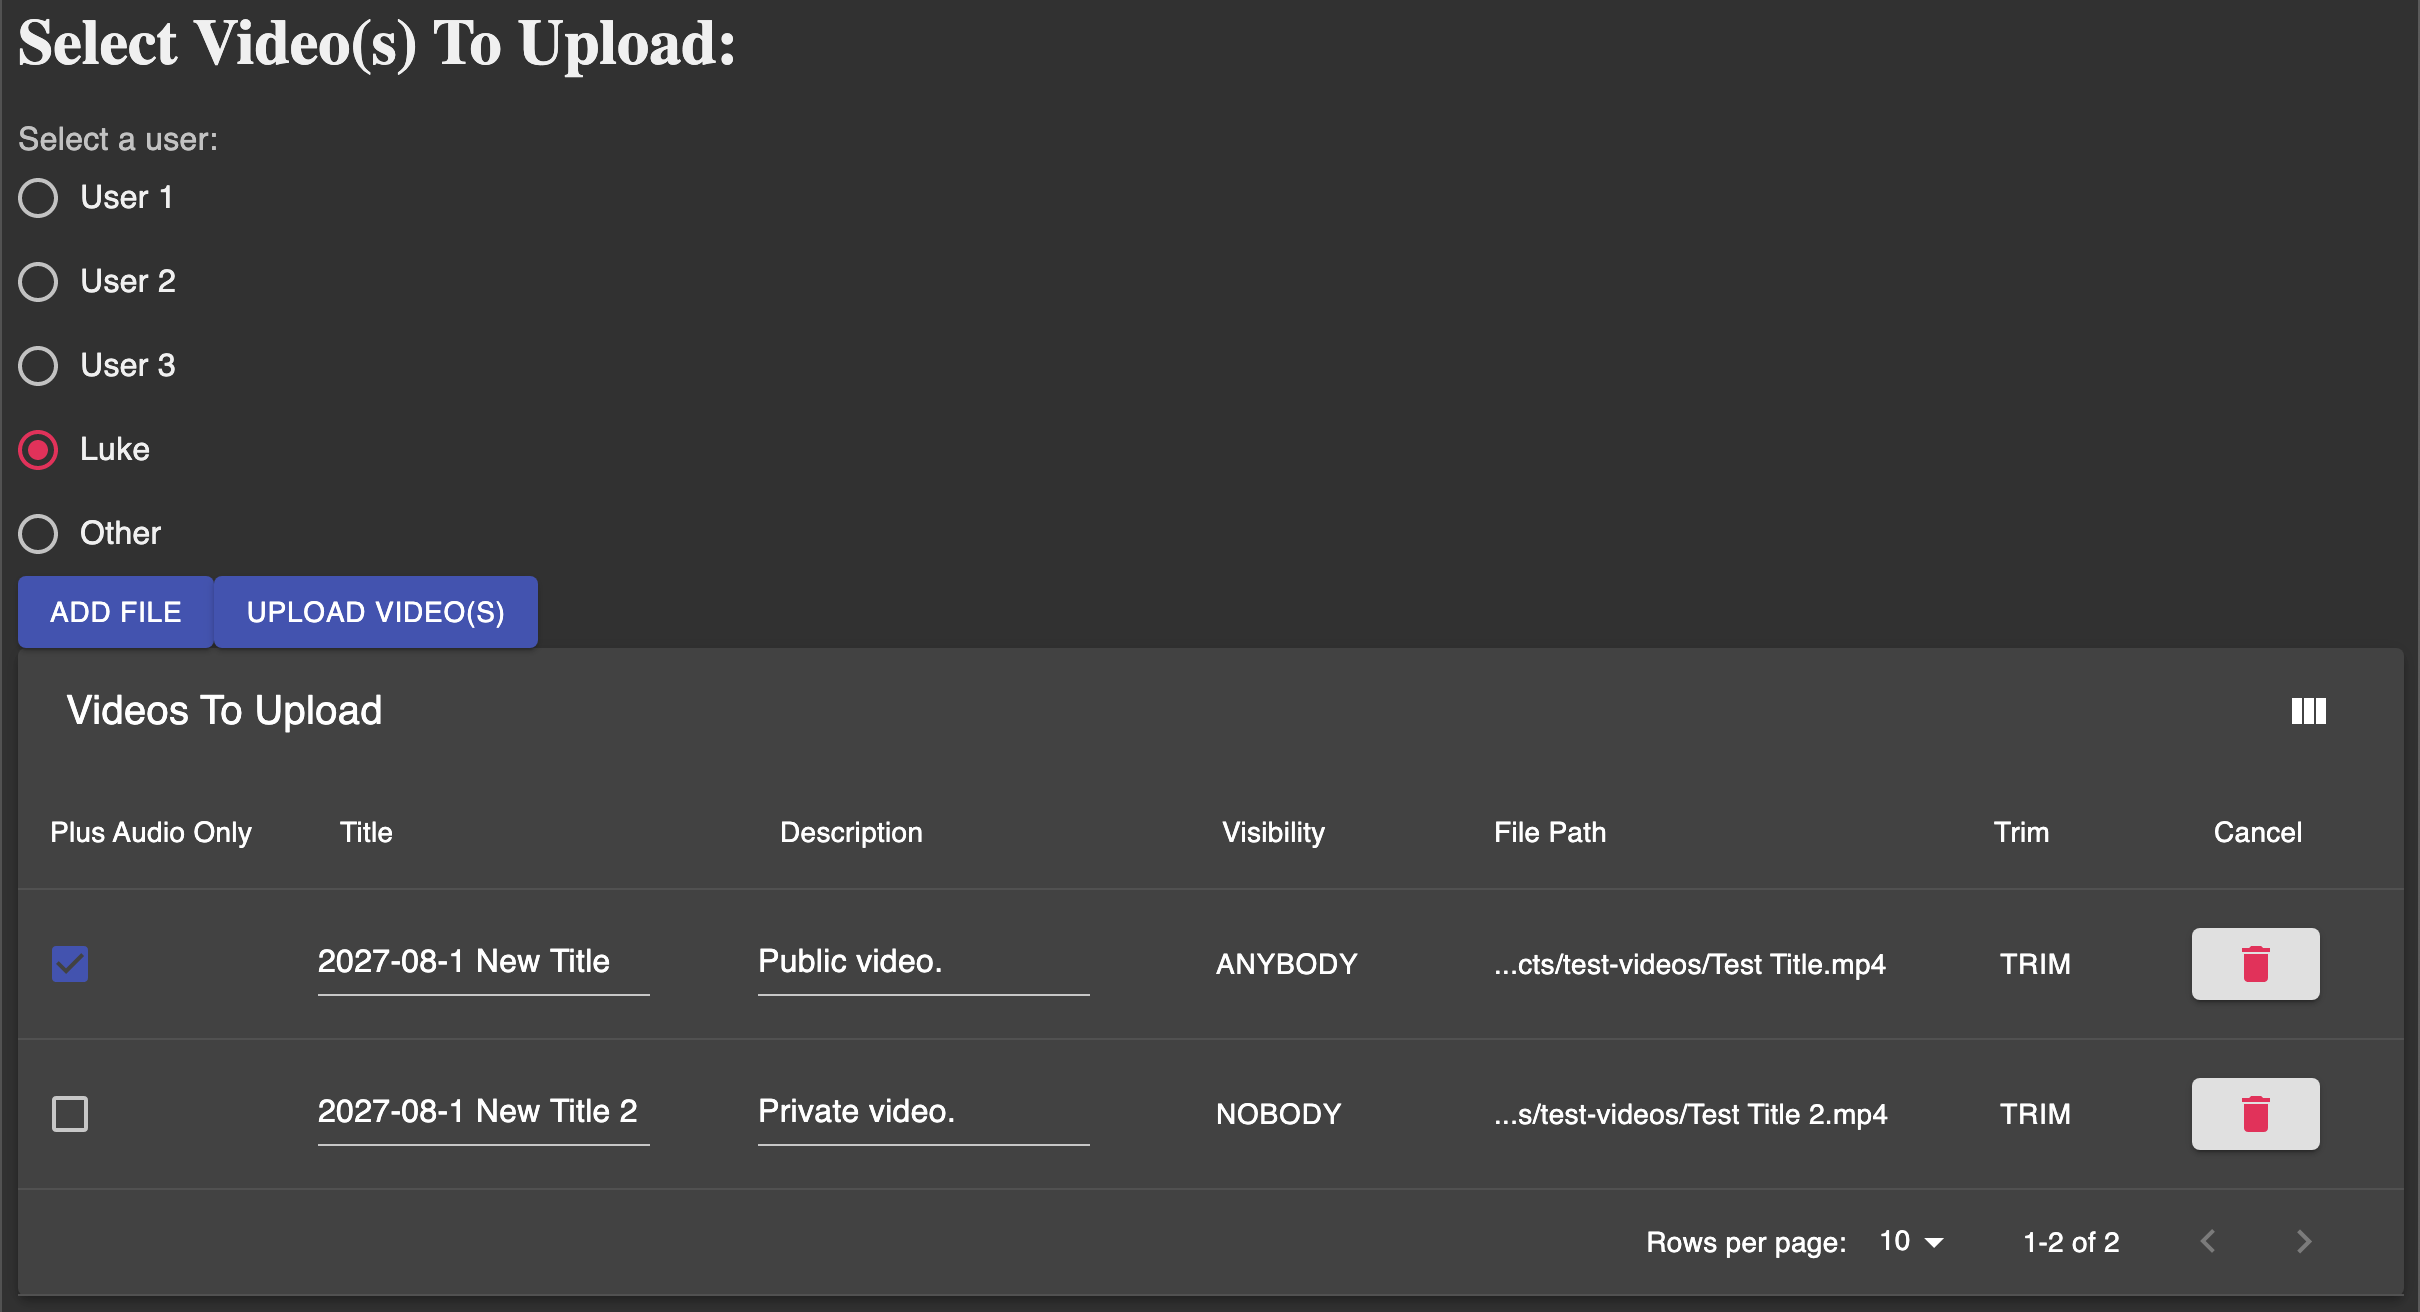 Select Video(s) To Upload:
Select a user:
User 1
User 2
User 3
Luke
Other
ADD FILE UPLOAD VIDEO(S)
Videos To Upload
Plus Audio Only Title Description Visibility File Path Trim Cancel
2027-08-1 New Title Public video. ANYBODY ...cts/test-videos/Test Title.mp4 TRIM
2027-08-1 New Title 2 Private video. NOBODY ...s/test-videos/Test Title 2.mp4 TRIM
Rows per page: 10 1-2 of 2